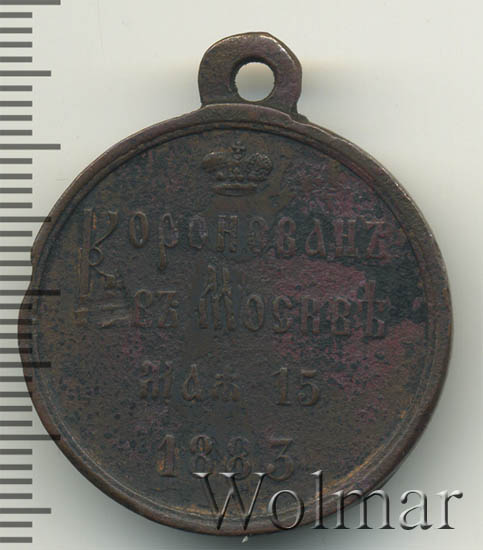 Коронованъ
въ Москвѣ
мая 15
1883
Wolmar